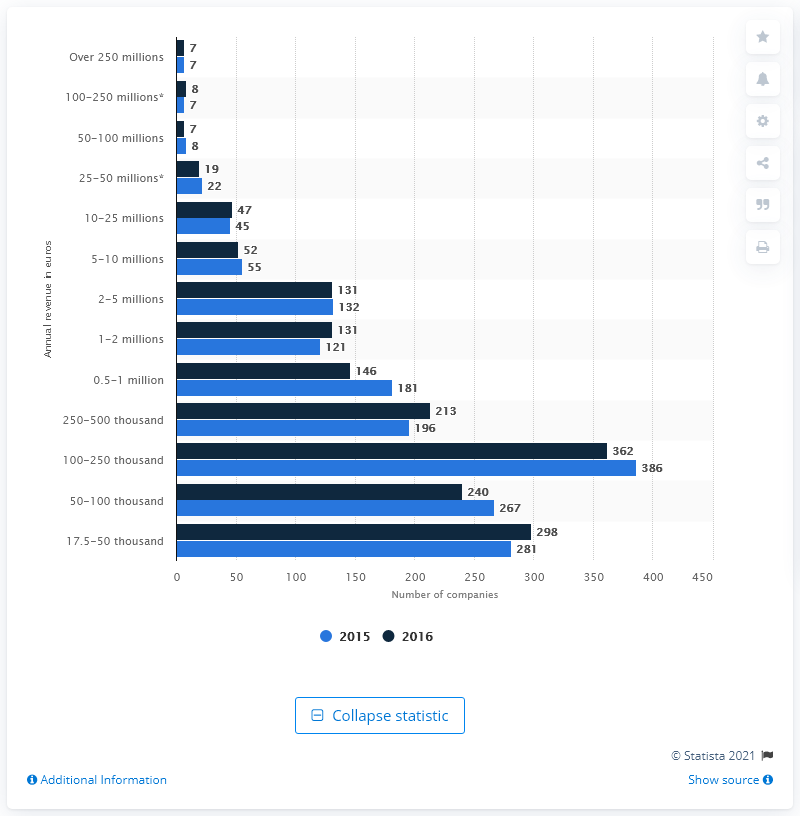 Over 250 millions
7
7
100-250 millions*
8
7
50-100 millions
7
8
25-50 millions*
19
22
10-25 millions
47
45
5-10 millions
52
55
2-5 millions
131
132
1-2 millions
131
121
0.5-1 million
146
181
250-500 thousand
213
196
100-250 thousand
362
386
50-100 thousand
240
267
17.5-50 thousand
298
281
Annual revenue in euros
0 50 100 150 200 250 300 350 400 450
Number of companies
2015 2016
Collapse statistic
© Statista 2021
Additional Information
Show source